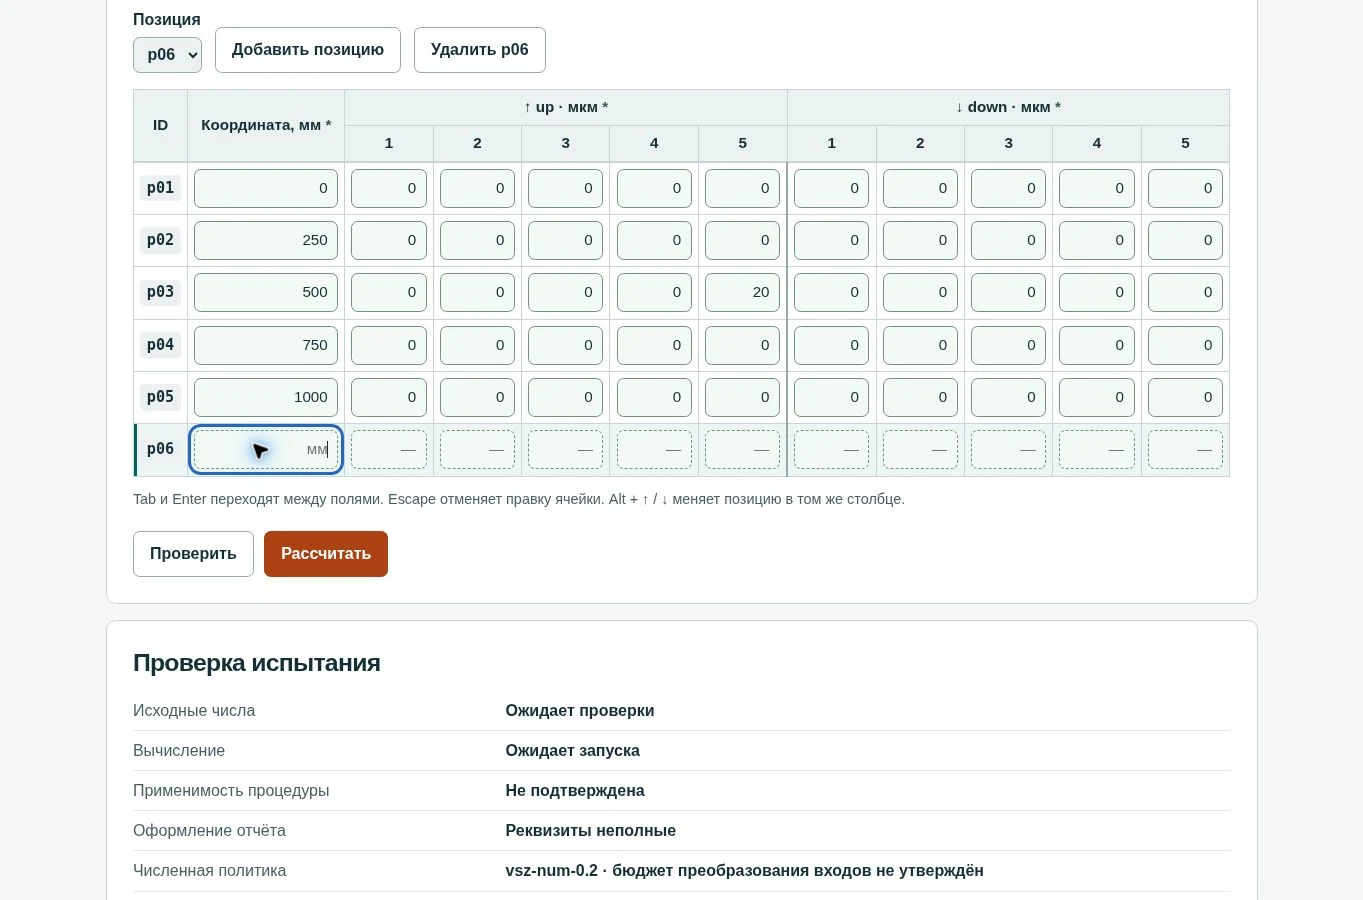 Позиция
p06 Добавить позицию Удалить p06
ID Координата, мм * ↑ up · мкм * ↓ down · мкм *
1 2 3 4 5 1 2 3 4 5
p01 0 0 0 0 0 0 0 0 0 0 0
p02 250 0 0 0 0 0 0 0 0 0 0
p03 500 0 0 0 0 20 0 0 0 0 0
p04 750 0 0 0 0 0 0 0 0 0 0
p05 1000 0 0 0 0 0 0 0 0 0 0
p06 мм — — — — — — — — — —
Tab и Enter переходят между полями. Escape отменяет правку ячейки. Alt + ↑ / ↓ меняет позицию в том же столбце.
Проверить Рассчитать
Проверка испытания
Исходные числа Ожидает проверки
Вычисление Ожидает запуска
Применимость процедуры Не подтверждена
Оформление отчёта Реквизиты неполные
Численная политика vsz-num-0.2 · бюджет преобразования входов не утверждён